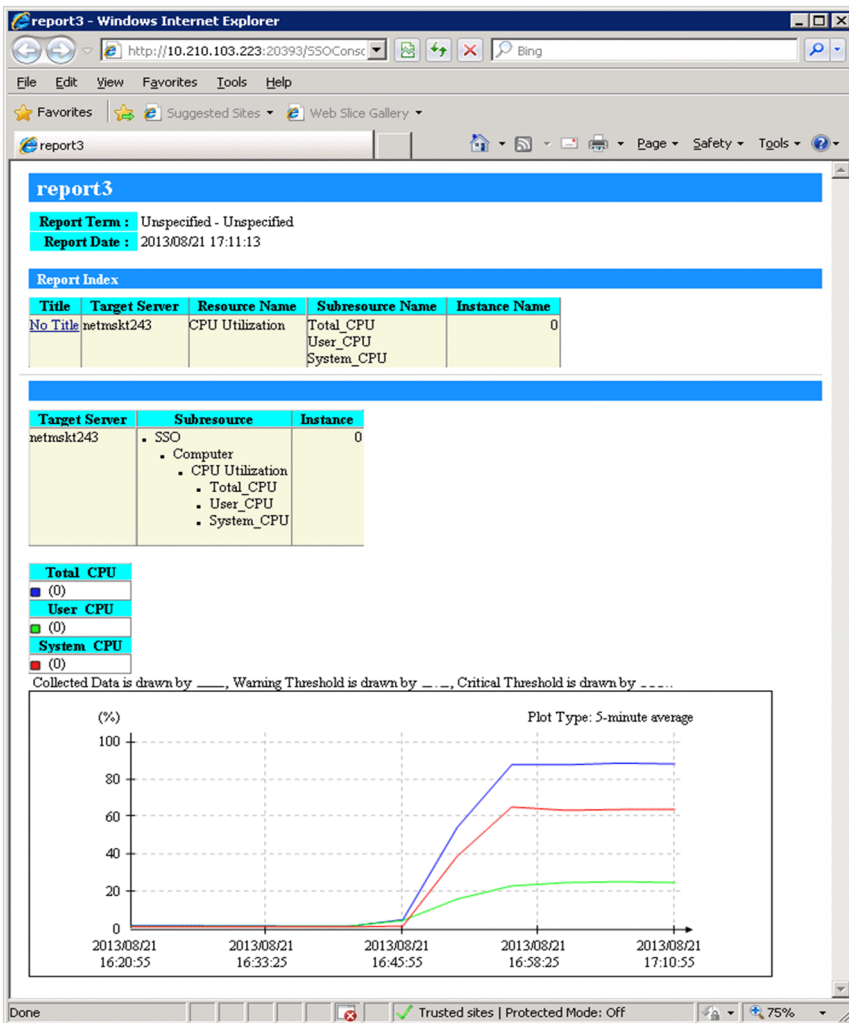 report3 - Windows Internet Explorer
http://10.210.103.223:20393/SSOConsc
Bing
File Edit View Favorites Tools Help
Favorites Suggested Sites Web Slice Gallery
report3
Page Safety Tools
report3
Report Term : Unspecified - Unspecified
Report Date : 2013/08/21 17:11:13
Report Index
Title Target Server Resource Name Subresource Name Instance Name
No Title netmskt243 CPU Utilization Total_CPU 0
User_CPU
System_CPU
Target Server Subresource Instance
netmskt243 SSO 0
Computer
CPU Utilization
Total_CPU
User_CPU
System_CPU
Total CPU
(0)
User CPU
(0)
System CPU
(0)
Collected Data is drawn by ____, Warning Threshold is drawn by _._., Critical Threshold is drawn by ....
(%) Plot Type: 5-minute average
100
80
60
40
20
0
2013/08/21 2013/08/21 2013/08/21 2013/08/21 2013/08/21
16:20:55 16:33:25 16:45:55 16:58:25 17:10:55
Done Trusted sites | Protected Mode: Off 75%